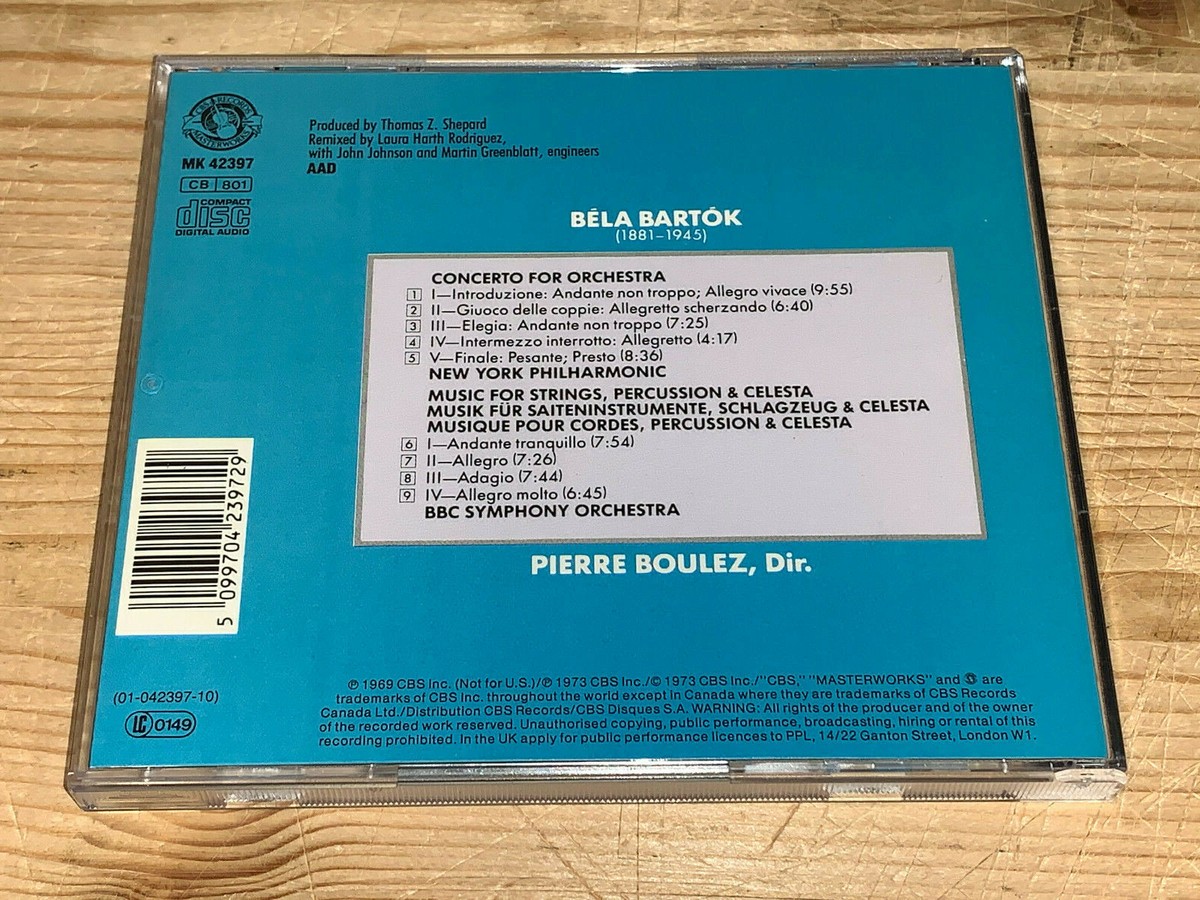 CBS RECORDS
MASTERWORKS
MK 42397
CB 801
COMPACT
disc
DIGITAL AUDIO
Produced by Thomas Z. Shepard
Remixed by Laura Harth Rodriguez,
with John Johnson and Martin Greenblatt, engineers
AAD
BÉLA BARTÓK
(1881–1945)
CONCERTO FOR ORCHESTRA
1 I—Introduzione: Andante non troppo; Allegro vivace (9:55)
2 II—Giuoco delle coppie: Allegretto scherzando (6:40)
3 III—Elegia: Andante non troppo (7:25)
4 IV—Intermezzo interrotto: Allegretto (4:17)
5 V—Finale: Pesante; Presto (8:36)
NEW YORK PHILHARMONIC
MUSIC FOR STRINGS, PERCUSSION & CELESTA
MUSIK FÜR SAITENINSTRUMENTE, SCHLAGZEUG & CELESTA
MUSIQUE POUR CORDES, PERCUSSION & CELESTA
6 I—Andante tranquillo (7:54)
7 II—Allegro (7:26)
8 III—Adagio (7:44)
9 IV—Allegro molto (6:45)
BBC SYMPHONY ORCHESTRA
PIERRE BOULEZ, Dir.
5 099704 239729
(01-042397-10)
LC 0149
℗ 1969 CBS Inc. (Not for U.S.)/℗ 1973 CBS Inc./© 1973 CBS Inc./"CBS," "MASTERWORKS" and are
trademarks of CBS Inc. throughout the world except in Canada where they are trademarks of CBS Records
Canada Ltd./Distribution CBS Records/CBS Disques S.A. WARNING: All rights of the producer and of the owner
of the recorded work reserved. Unauthorised copying, public performance, broadcasting, hiring or rental of this
recording prohibited. In the UK apply for public performance licences to PPL, 14/22 Ganton Street, London W1.